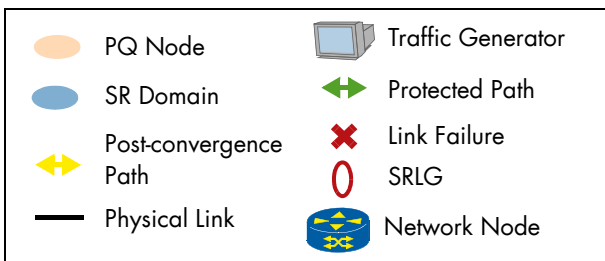 PQ Node
SR Domain
Post-convergence
Path
Physical Link
Traffic Generator
Protected Path
Link Failure
SRLG
Network Node